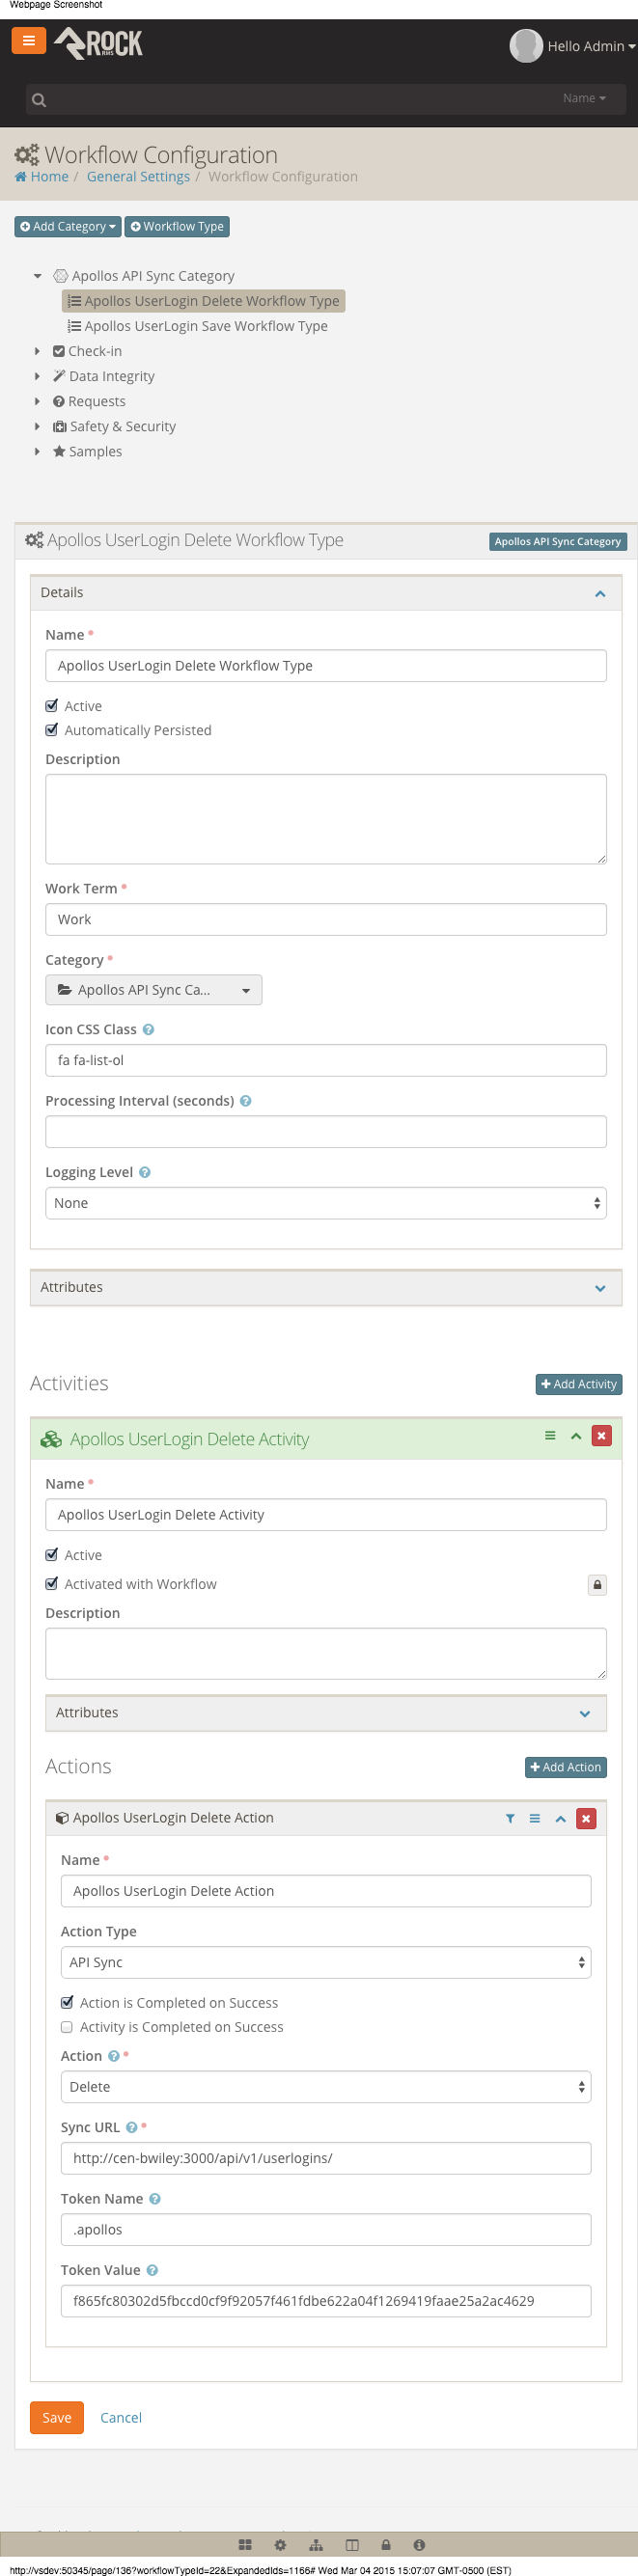 Webpage Screenshot
ROCK
RMS
Hello Admin
Name
Workflow Configuration
Home / General Settings / Workflow Configuration
Add Category
Workflow Type
Apollos API Sync Category
Apollos UserLogin Delete Workflow Type
Apollos UserLogin Save Workflow Type
Check-in
Data Integrity
Requests
Safety & Security
Samples
Apollos UserLogin Delete Workflow Type
Apollos API Sync Category
Details
Name
Apollos UserLogin Delete Workflow Type
Active
Automatically Persisted
Description
Work Term
Work
Category
Apollos API Sync Ca...
Icon CSS Class
fa fa-list-ol
Processing Interval (seconds)
Logging Level
None
Attributes
Activities
Add Activity
Apollos UserLogin Delete Activity
Name
Apollos UserLogin Delete Activity
Active
Activated with Workflow
Description
Attributes
Actions
Add Action
Apollos UserLogin Delete Action
Name
Apollos UserLogin Delete Action
Action Type
API Sync
Action is Completed on Success
Activity is Completed on Success
Action
Delete
Sync URL
http://cen-bwiley:3000/api/v1/userlogins/
Token Name
.apollos
Token Value
f865fc80302d5fbccd0cf9f92057f461fdbe622a04f1269419faae25a2ac4629
Save
Cancel
http://vsdev:50345/page/136?workflowTypeId=22&ExpandedIds=1166# Wed Mar 04 2015 15:07:07 GMT-0500 (EST)